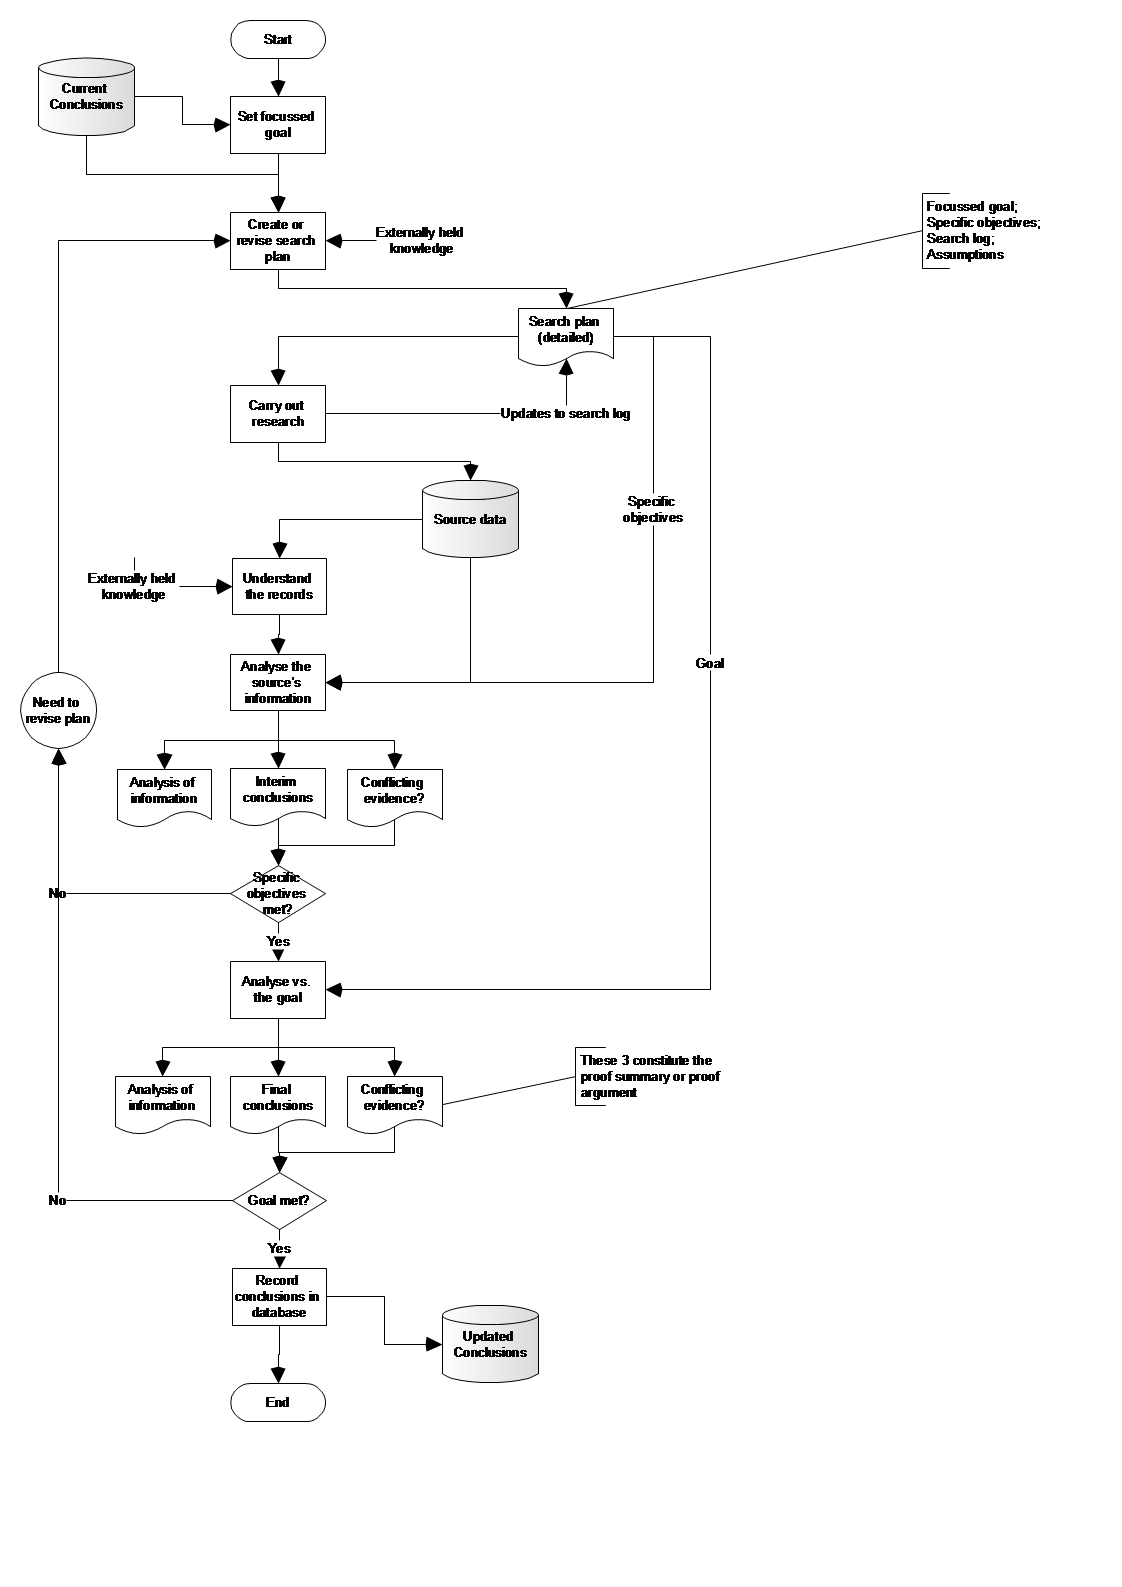 Start
Current
Conclusions
Set focussed
goal
Create or
revise search
plan
Externally held
knowledge
Focussed goal;
Specific objectives;
Search log;
Assumptions
Search plan
(detailed)
Carry out
research
Updates to search log
Source data
Specific
objectives
Externally held
knowledge
Understand
the records
Analyse the
source's
information
Goal
Need to
revise plan
Analysis of
information
Interim
conclusions
Conflicting
evidence?
Specific
objectives
met?
No
Yes
Analyse vs.
the goal
These 3 constitute the
proof summary or proof
argument
Analysis of
information
Final
conclusions
Conflicting
evidence?
Goal met?
No
Yes
Record
conclusions in
database
Updated
Conclusions
End